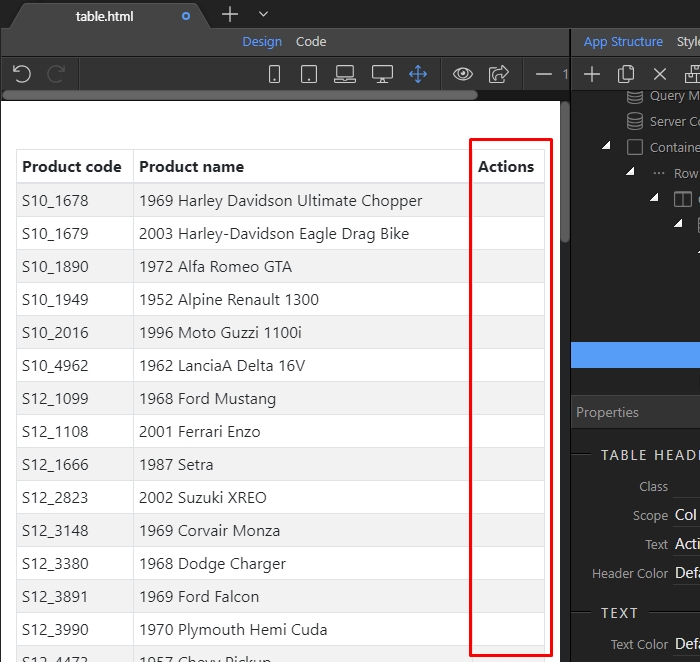 table.html
Design Code
App Structure Style
1
Query M
Server Co
Containe
Row
Product code Product name Actions
S10_1678 1969 Harley Davidson Ultimate Chopper
S10_1679 2003 Harley-Davidson Eagle Drag Bike
S10_1890 1972 Alfa Romeo GTA
S10_1949 1952 Alpine Renault 1300
S10_2016 1996 Moto Guzzi 1100i
S10_4962 1962 LanciaA Delta 16V
S12_1099 1968 Ford Mustang
S12_1108 2001 Ferrari Enzo
S12_1666 1987 Setra
S12_2823 2002 Suzuki XREO
S12_3148 1969 Corvair Monza
S12_3380 1968 Dodge Charger
S12_3891 1969 Ford Falcon
S12_3990 1970 Plymouth Hemi Cuda
S12_4473 1957 Chevy Pickup
Properties
TABLE HEAD
Class
Scope Col
Text Acti
Header Color Defa
TEXT
Text Color Defa